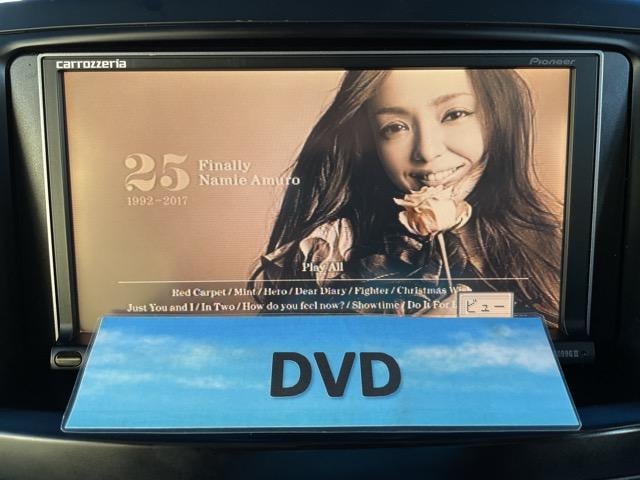 carrozzeria
Pioneer
25 Finally
Namie Amuro
1992-2017
Play All
Red Carpet / Mint / Hero / Dear Diary / Fighter / Christmas
Just You and I / In Two / How do you feel now? / Showtime / Do It For
ビュー
DVD